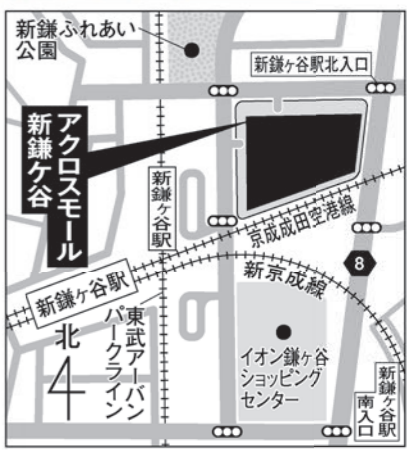 新鎌ふれあい
公園
新鎌ヶ谷駅北入口
アクロスモール
新鎌ケ谷
新鎌ヶ谷駅
京成成田空港線
8
新京成線
新鎌ヶ谷駅
北
東武アーバン
パークライン
イオン鎌ヶ谷
ショッピング
センター
新鎌ヶ谷駅
南入口